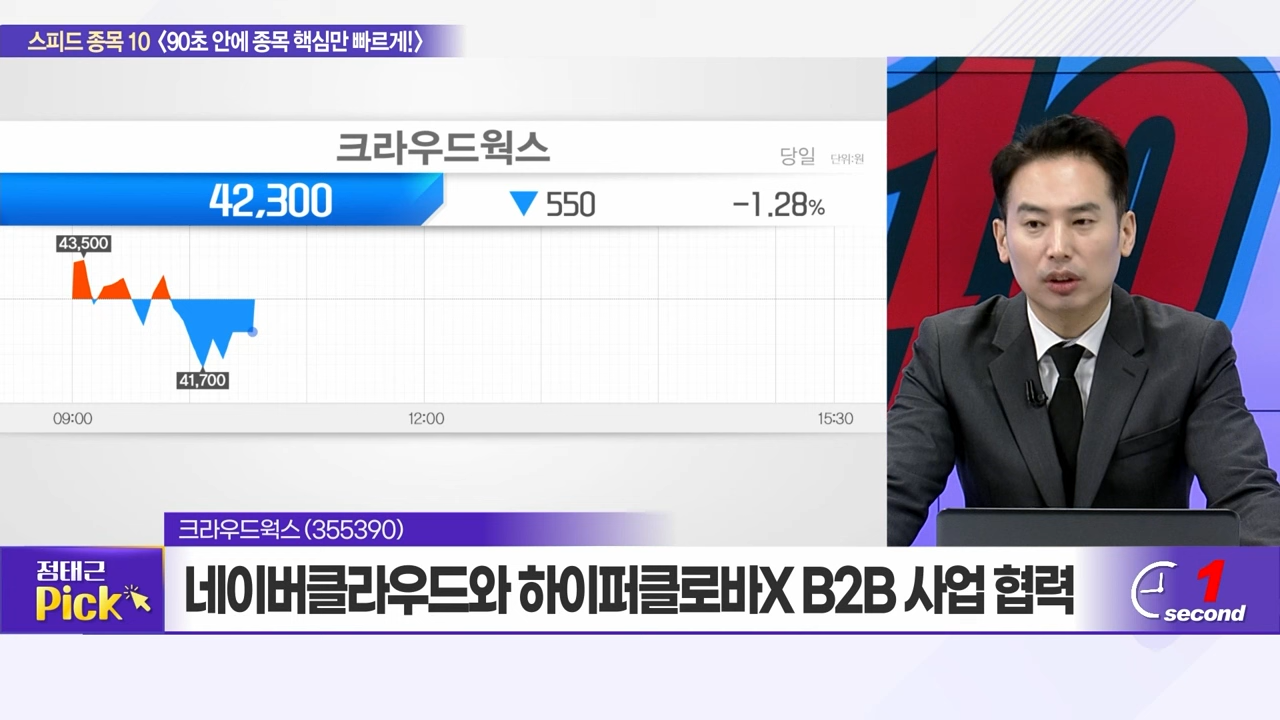 스피드 종목 10 <90초 안에 종목 핵심만 빠르게!>
크라우드웍스
당일 단위:원
42,300 ▼ 550 -1.28%
43,500
41,700
09:00 12:00 15:30
크라우드웍스 (355390)
정태근
Pick
네이버클라우드와 하이퍼클로바X B2B 사업 협력
1
second
10